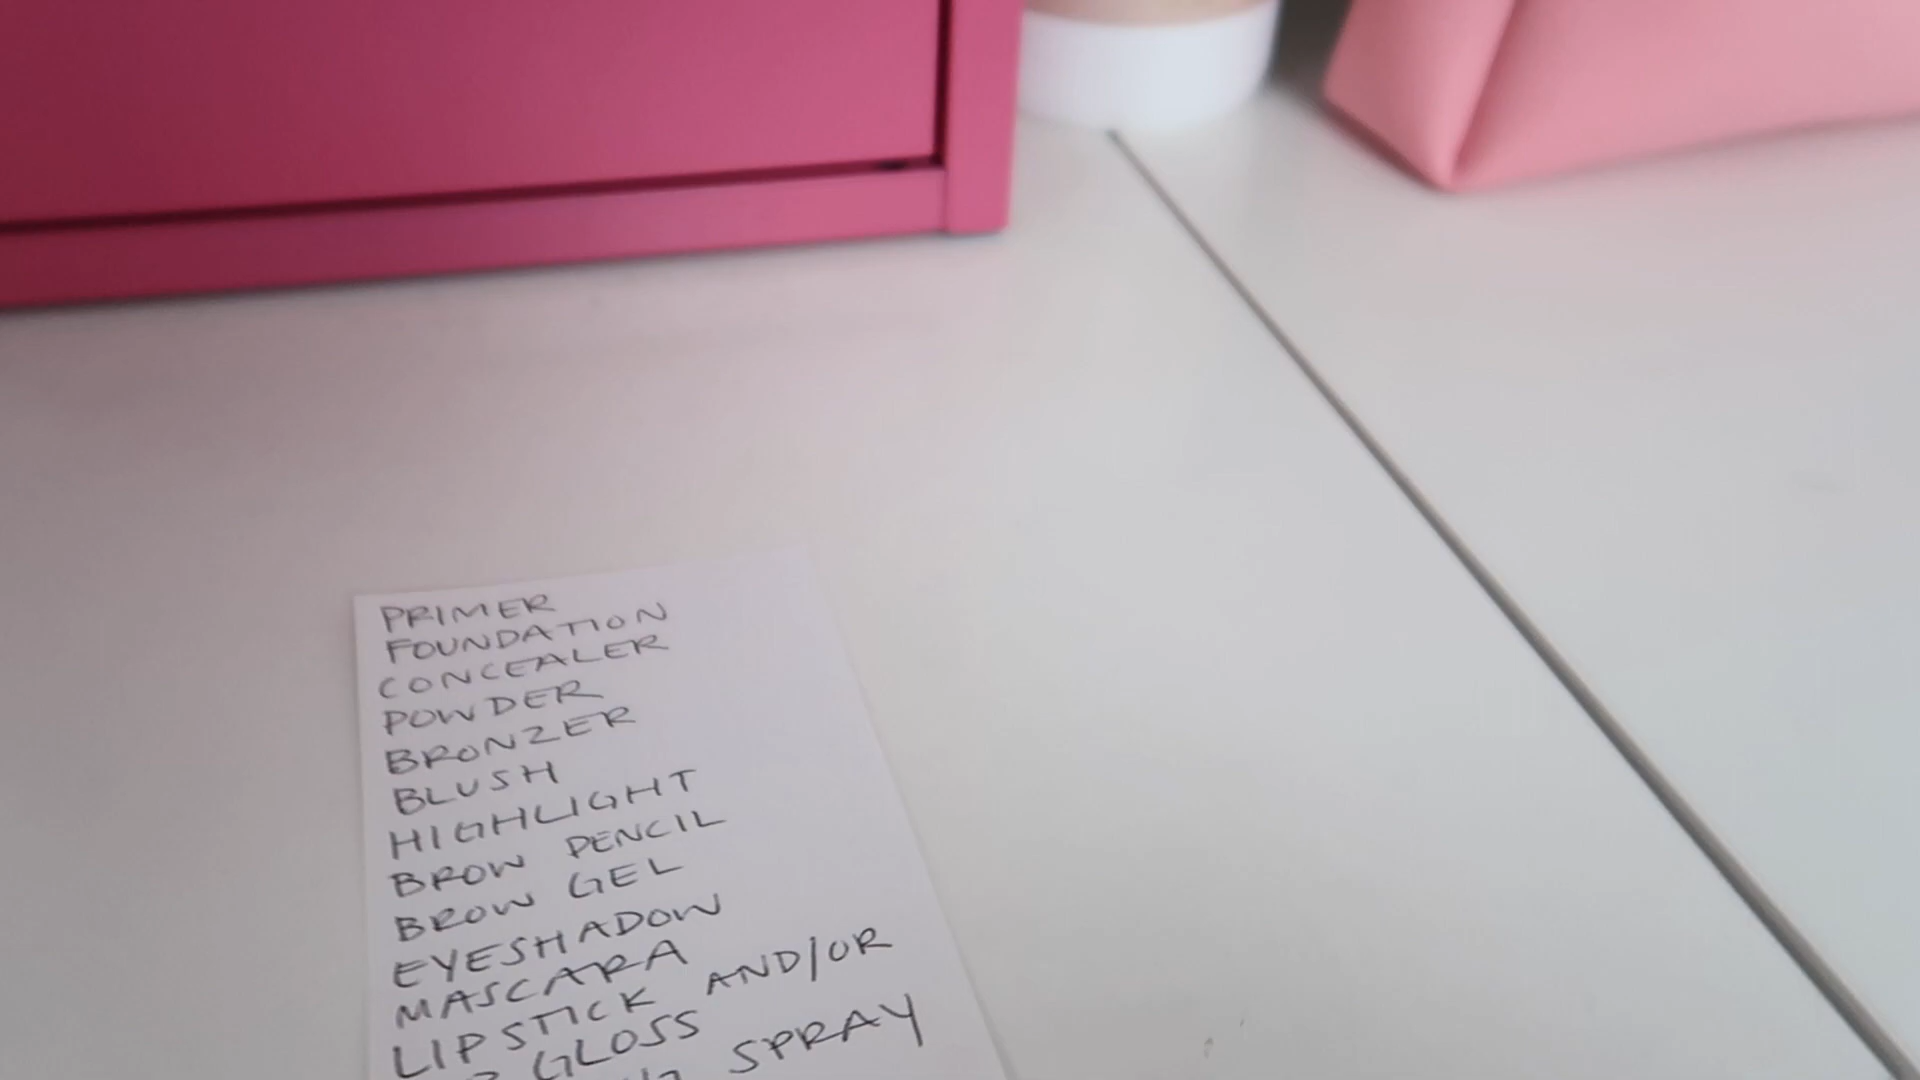 PRIMER
FOUNDATION
CONCEALER
POWDER
BRONZER
BLUSH
HIGHLIGHT
BROW PENCIL
BROW GEL
EYESHADOW
MASCARA
LIPSTICK AND/OR
GLOSS
SPRAY